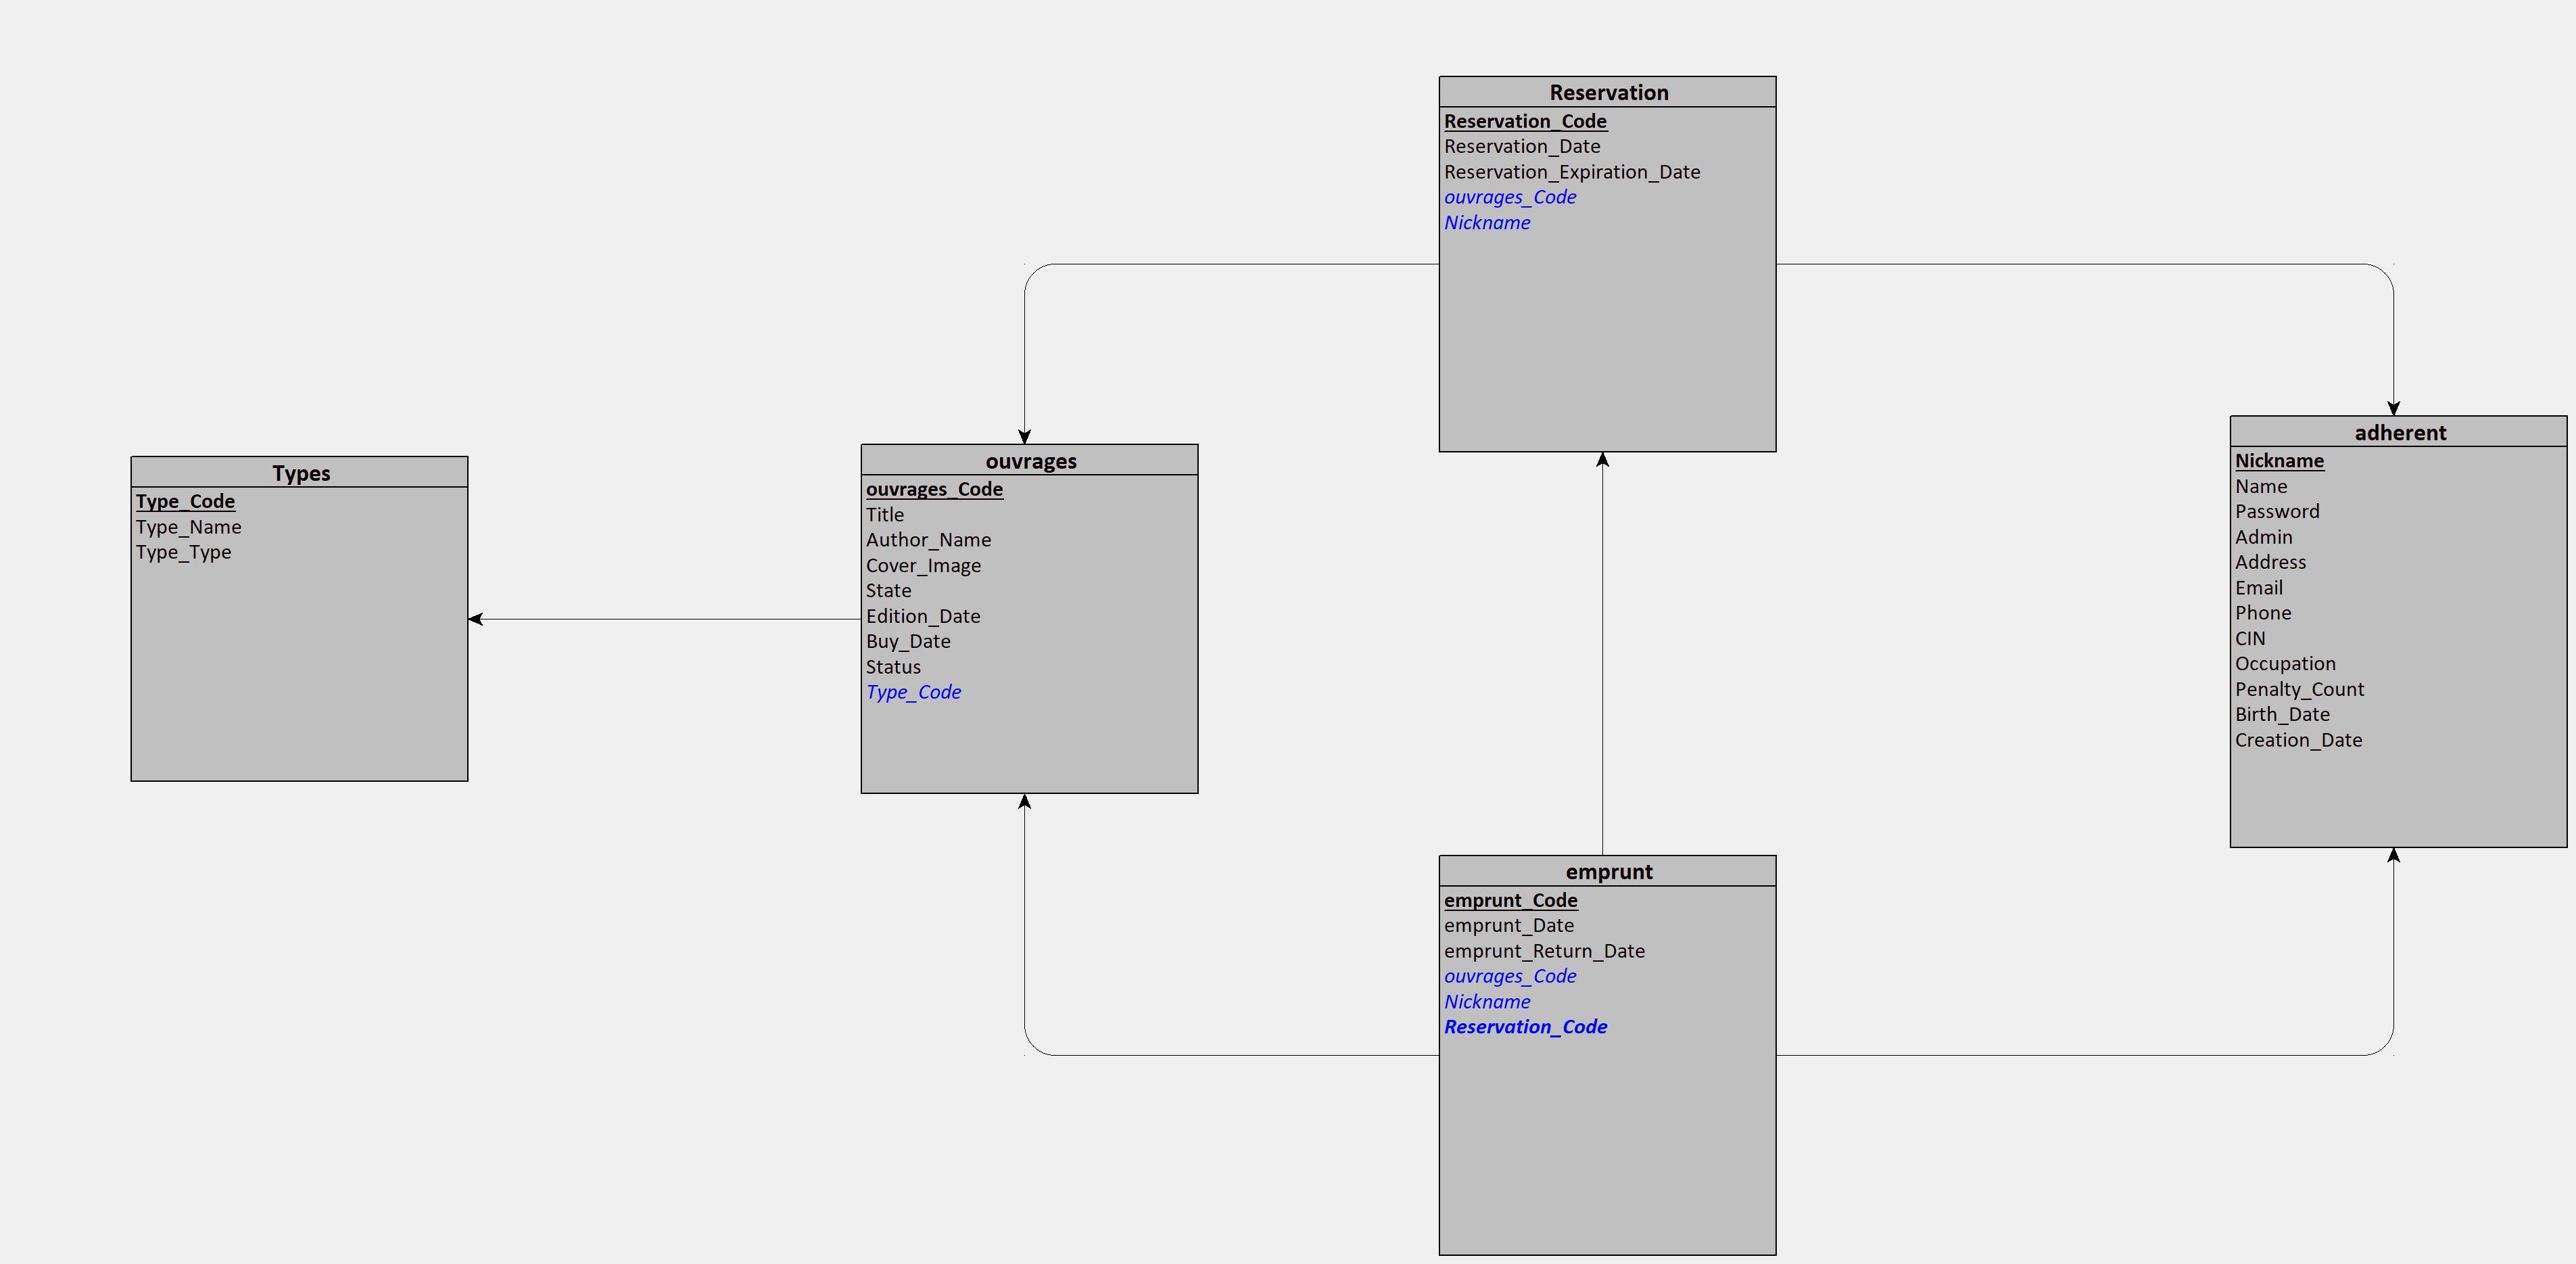 Reservation
Reservation_Code
Reservation_Date
Reservation_Expiration_Date
ouvrages_Code
Nickname
Types
Type_Code
Type_Name
Type_Type
ouvrages
ouvrages_Code
Title
Author_Name
Cover_Image
State
Edition_Date
Buy_Date
Status
Type_Code
adherent
Nickname
Name
Password
Admin
Address
Email
Phone
CIN
Occupation
Penalty_Count
Birth_Date
Creation_Date
emprunt
emprunt_Code
emprunt_Date
emprunt_Return_Date
ouvrages_Code
Nickname
Reservation_Code